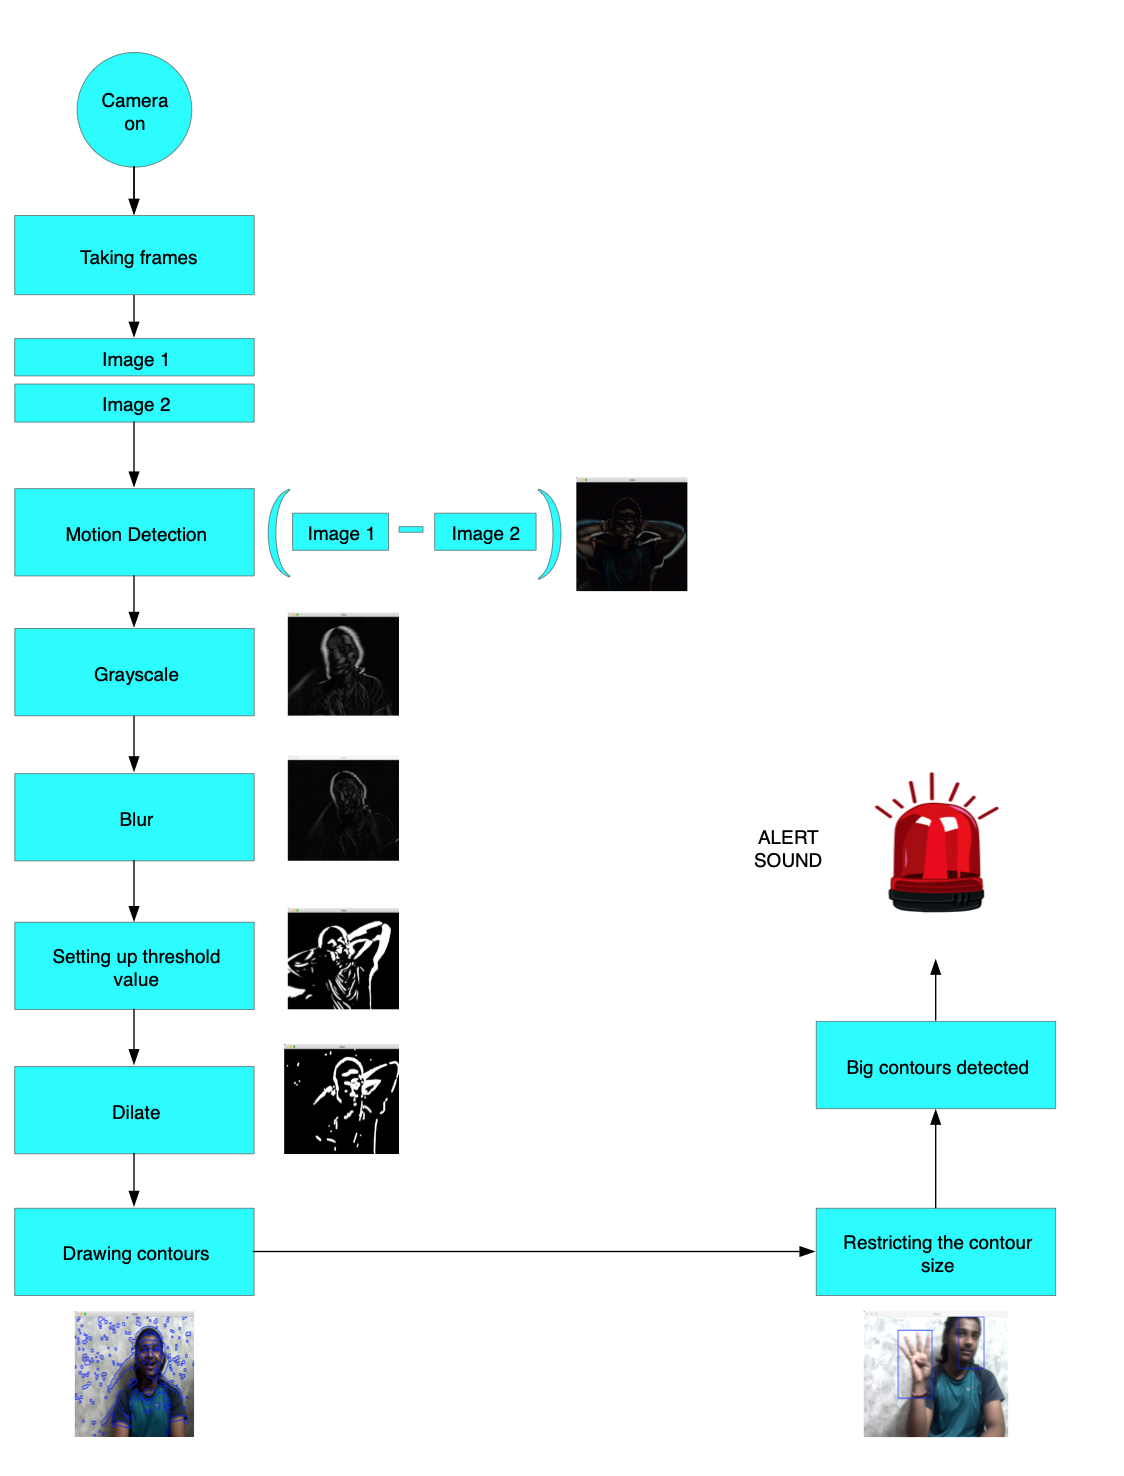 Camera
on
Taking frames
Image 1
Image 2
Motion Detection
Image 1
Image 2
Grayscale
Blur
Setting up threshold
value
Dilate
Drawing contours
Restricting the contour
size
Big contours detected
ALERT
SOUND